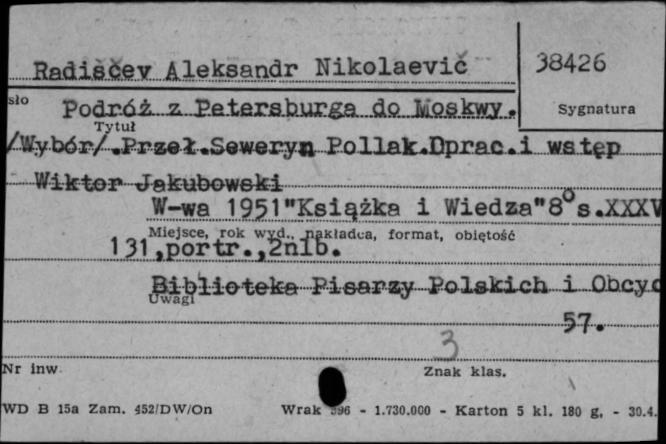 Radiščev Aleksandr Nikolaevič
38426
sło
Podróż z Petersburga do Moskwy.
Sygnatura
Tytuł
/Wybór/.Przeł.Seweryn Pollak.Oprac.i wstęp
Wiktor Jakubowski
W-wa 1951"Książka i Wiedza"8°s.XXXV
Miejsce, rok wyd., nakładca, format, objętość
131,portr.,2nlb.
Biblioteka Pisarzy Polskich i Obcyc
Uwagi
57.
3
Nr inw.
Znak klas.
WD B 15a Zam. 452/DW/On Wrak 596 - 1.730.000 - Karton 5 kl. 180 g. - 30.4.